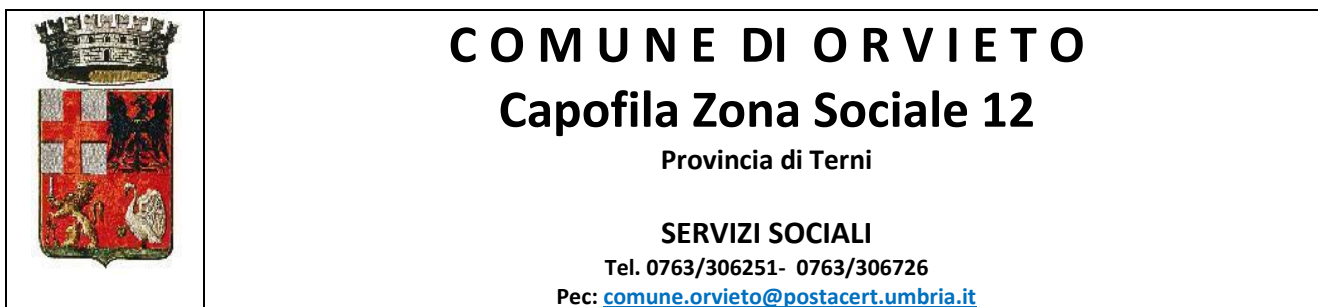 C O M U N E DI O R V I E T O
Capofila Zona Sociale 12
Provincia di Terni
SERVIZI SOCIALI
Tel. 0763/306251- 0763/306726
Pec: comune.orvieto@postacert.umbria.it